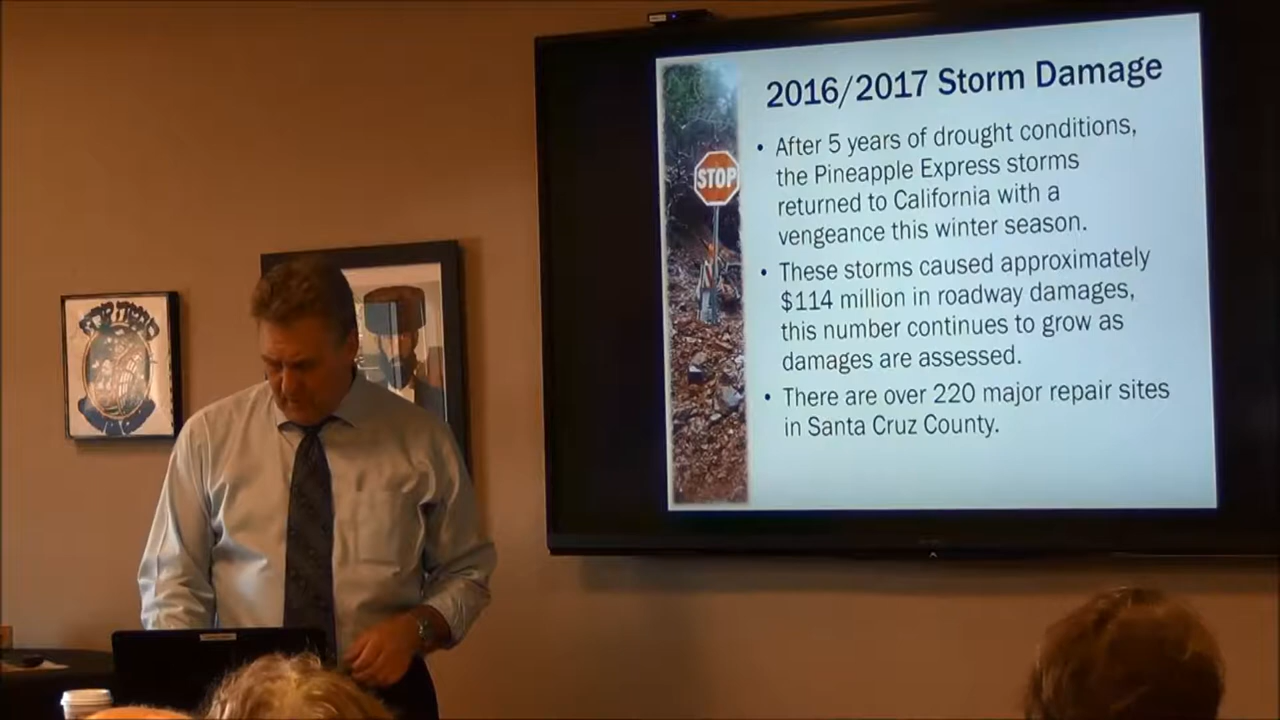 2016/2017 Storm Damage
• After 5 years of drought conditions,
the Pineapple Express storms
returned to California with a
vengeance this winter season.
• These storms caused approximately
$114 million in roadway damages,
this number continues to grow as
damages are assessed.
• There are over 220 major repair sites
in Santa Cruz County.
STOP